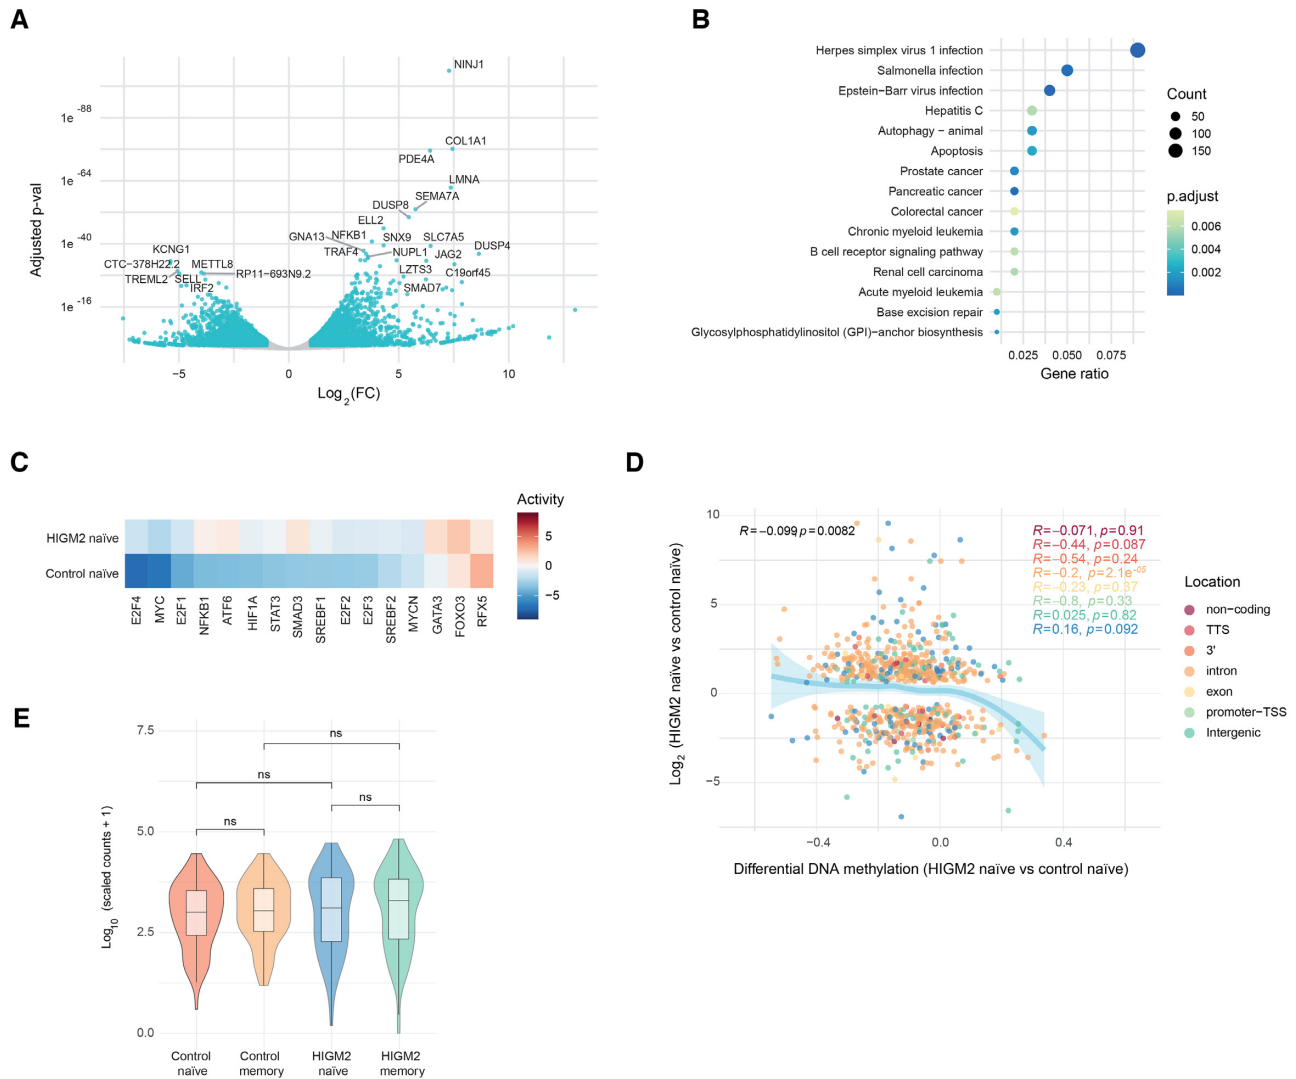 A
NINJ1
1e -88
COL1A1
PDE4A
1e -64
LMNA
SEMA7A
DUSP8
ELL2
1e -40
GNA13
NFKB1
SNX9
SLC7A5
DUSP4
KCNG1
TRAF4
NUPL1
JAG2
CTC−378H22.2
METTL8
LZTS3
C19orf45
TREML2
SELL
RP11−693N9.2
IRF2
SMAD7
1e -16
Adjusted p-val
−5
0
5
10
Log2(FC)
B
Herpes simplex virus 1 infection
Salmonella infection
Epstein−Barr virus infection
Hepatitis C
Autophagy − animal
Apoptosis
Prostate cancer
Pancreatic cancer
Colorectal cancer
Chronic myeloid leukemia
B cell receptor signaling pathway
Renal cell carcinoma
Acute myeloid leukemia
Base excision repair
Glycosylphosphatidylinositol (GPI)−anchor biosynthesis
0.025
0.050
0.075
Gene ratio
Count
50
100
150
p.adjust
0.006
0.004
0.002
C
HIGM2 naïve
Control naïve
E2F4
MYC
E2F1
NFKB1
ATF6
HIF1A
STAT3
SMAD3
SREBF1
E2F2
E2F3
SREBF2
MYCN
GATA3
FOXO3
RFX5
Activity
5
0
−5
D
10
5
0
−5
R=−0.099, p=0.0082
R=−0.071, p=0.91
R=−0.44, p=0.087
R=−0.54, p=0.24
R=−0.2, p=2.1e-05
R=−0.23, p=0.37
R=−0.8, p=0.33
R=0.025, p=0.82
R=0.16, p=0.092
Log2 (HIGM2 naïve vs control naïve)
−0.4
0.0
0.4
Differential DNA methylation (HIGM2 naïve vs control naïve)
Location
non−coding
TTS
3'
intron
exon
promoter−TSS
Intergenic
E
7.5
5.0
2.5
0.0
Log10 (scaled counts + 1)
ns
ns
ns
ns
Control
naïve
Control
memory
HIGM2
naïve
HIGM2
memory